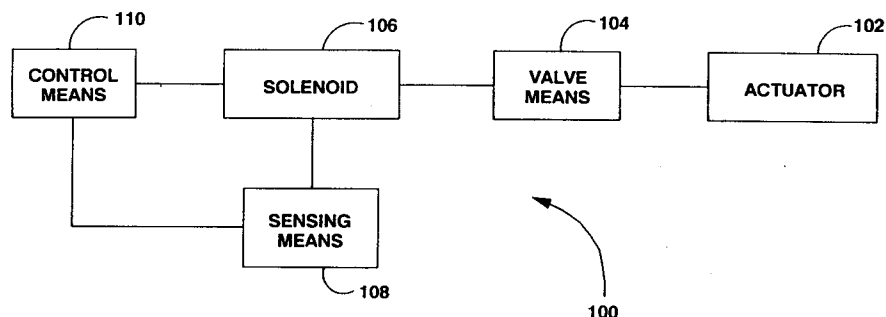 110
106
104
102
CONTROL
MEANS
SOLENOID
VALVE
MEANS
ACTUATOR
SENSING
MEANS
108
100